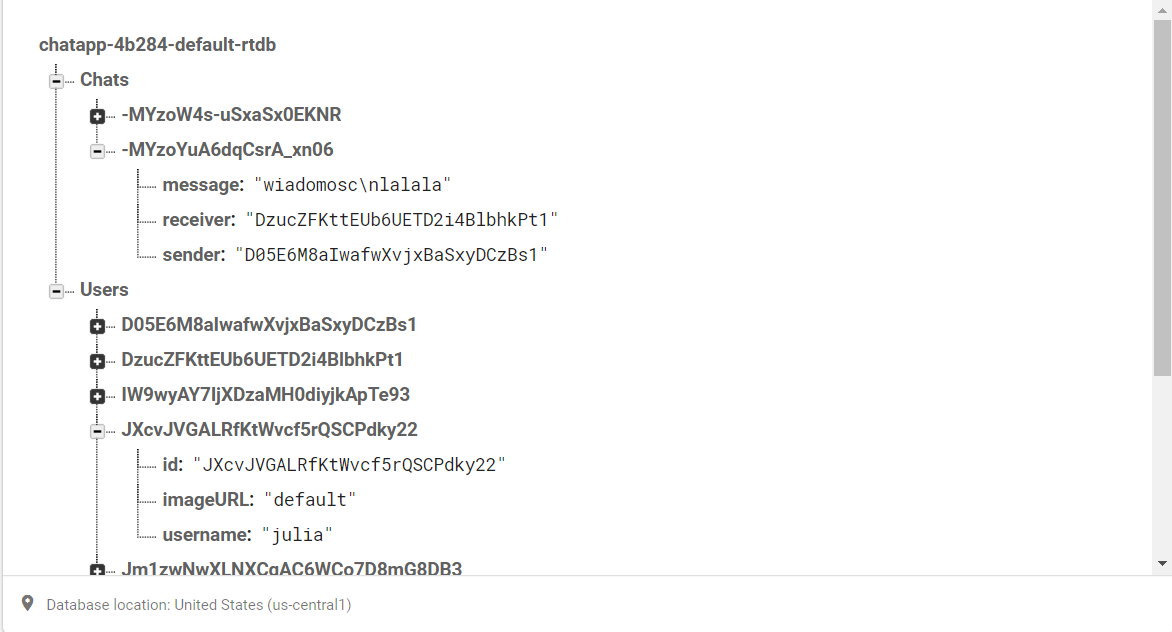 chatapp-4b284-default-rtdb
Chats
-MYzoW4s-uSxaSx0EKNR
-MYzoYuA6dqCsrA_xn06
message: "wiadomosc\nlalala"
receiver: "DzucZFKttEUb6UETD2i4BlbhkPt1"
sender: "D05E6M8aIwafwXvjxBaSxyDCzBs1"
Users
D05E6M8aIwafwXvjxBaSxyDCzBs1
DzucZFKttEUb6UETD2i4BlbhkPt1
IW9wyAY7IjXDzaMH0diyjkApTe93
JXcvJVGALRfKtWvcf5rQSCPdky22
id: "JXcvJVGALRfKtWvcf5rQSCPdky22"
imageURL: "default"
username: "julia"
Jm1zwNwXLNXCgAC6WCo7D8mG8DB3
Database location: United States (us-central1)